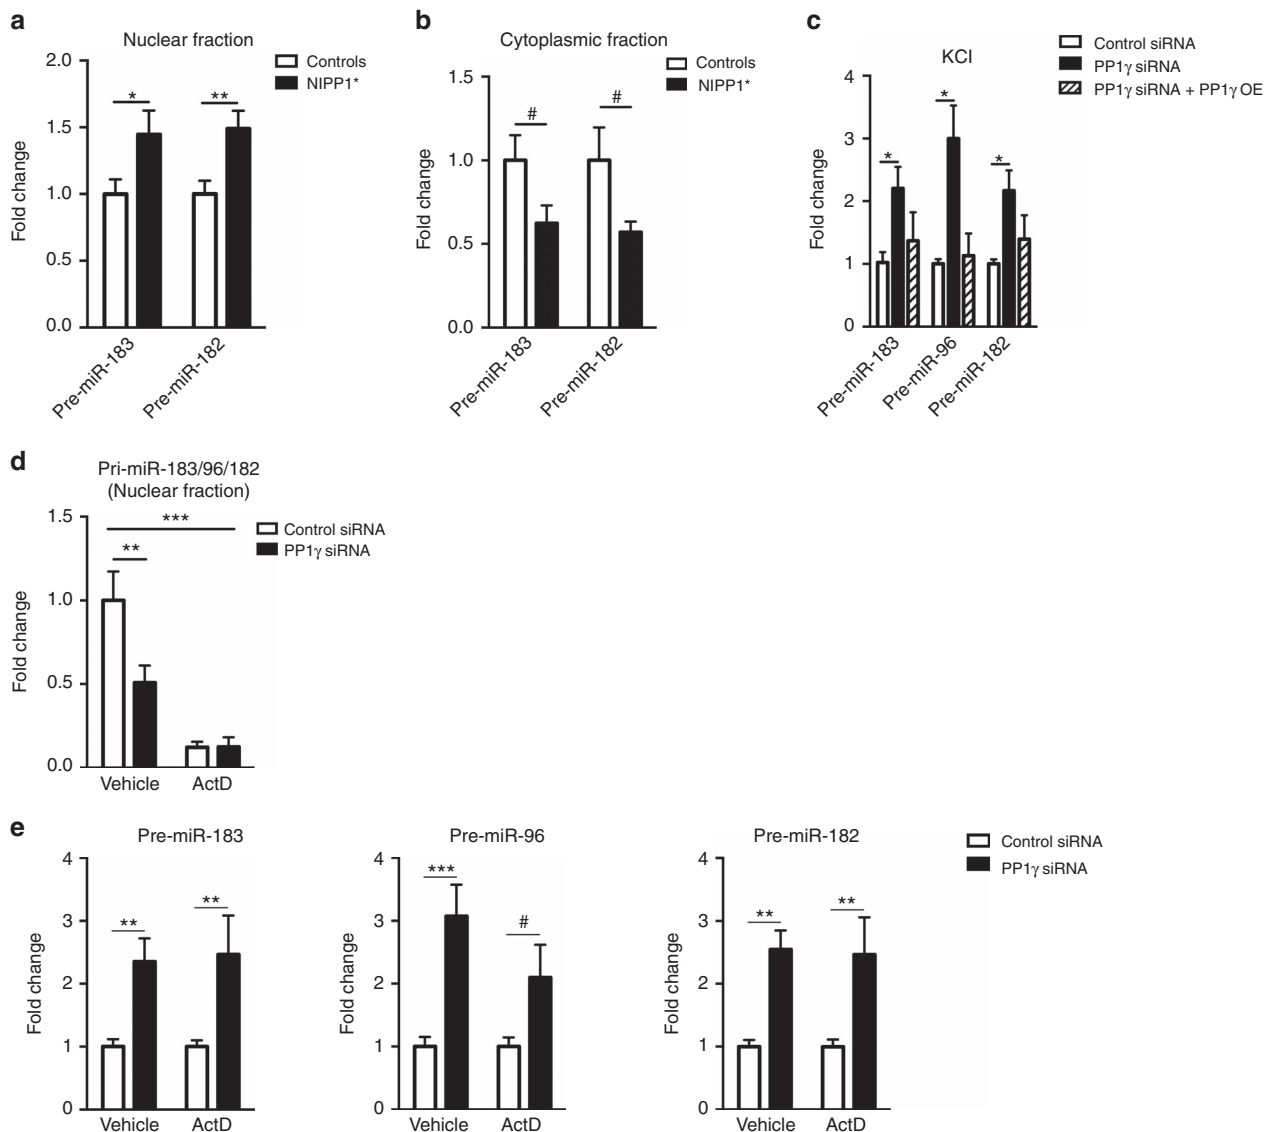 a
Nuclear fraction
Controls
NIPP1*
Fold change
2.0
1.5
1.0
0.5
0.0
*
**
Pre-miR-183
Pre-miR-182
b
Cytoplasmic fraction
Controls
NIPP1*
Fold change
1.5
1.0
0.5
0.0
#
#
Pre-miR-183
Pre-miR-182
c
KCl
Control siRNA
PP1γ siRNA
PP1γ siRNA + PP1γ OE
Fold change
4
3
2
1
0
*
*
*
Pre-miR-183
Pre-miR-96
Pre-miR-182
d
Pri-miR-183/96/182
(Nuclear fraction)
Control siRNA
PP1γ siRNA
Fold change
1.5
1.0
0.5
0.0
***
**
Vehicle
ActD
e
Pre-miR-183
Fold change
4
3
2
1
0
**
**
Vehicle
ActD
Pre-miR-96
Fold change
4
3
2
1
0
***
#
Vehicle
ActD
Pre-miR-182
Fold change
4
3
2
1
0
**
**
Vehicle
ActD
Control siRNA
PP1γ siRNA